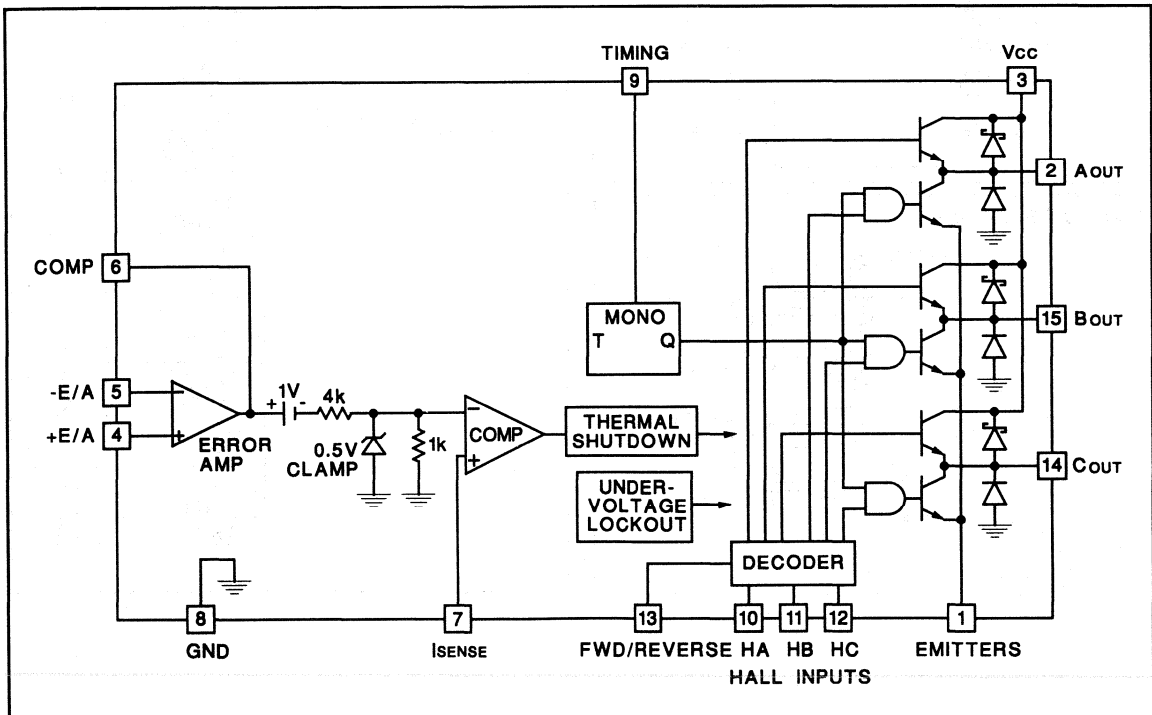 TIMING
VCC
9
3
2 AOUT
COMP 6
MONO
T Q
15 BOUT
-E/A 5
+E/A 4
- +
+ 1V -
4k
ERROR
AMP
0.5V
CLAMP
1k
-
COMP
+
THERMAL
SHUTDOWN
14 COUT
UNDER-
VOLTAGE
LOCKOUT
DECODER
8
7
13
10
11
12
1
GND
ISENSE
FWD/REVERSE
HA
HB
HC
EMITTERS
HALL INPUTS